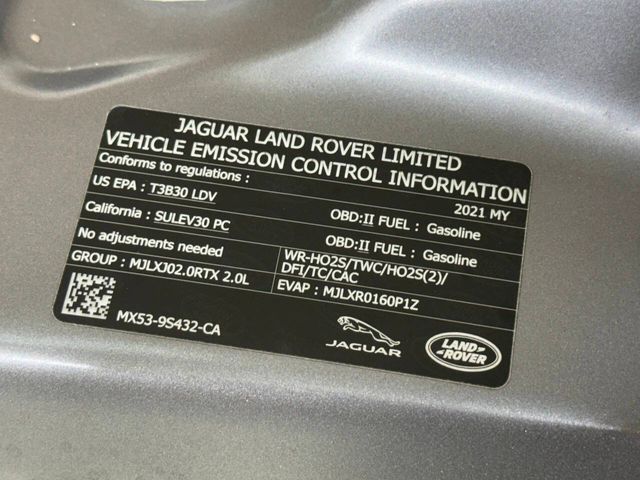 JAGUAR LAND ROVER LIMITED
VEHICLE EMISSION CONTROL INFORMATION
Conforms to regulations :
2021 MY
US EPA : T3B30 LDV
OBD:II FUEL : Gasoline
California : SULEV30 PC
OBD:II FUEL : Gasoline
No adjustments needed
WR-HO2S/TWC/HO2S(2)/
DFI/TC/CAC
GROUP : MJLXJ02.0RTX 2.0L
EVAP : MJLXR0160P1Z
MX53-9S432-CA
JAGUAR
LAND-
ROVER